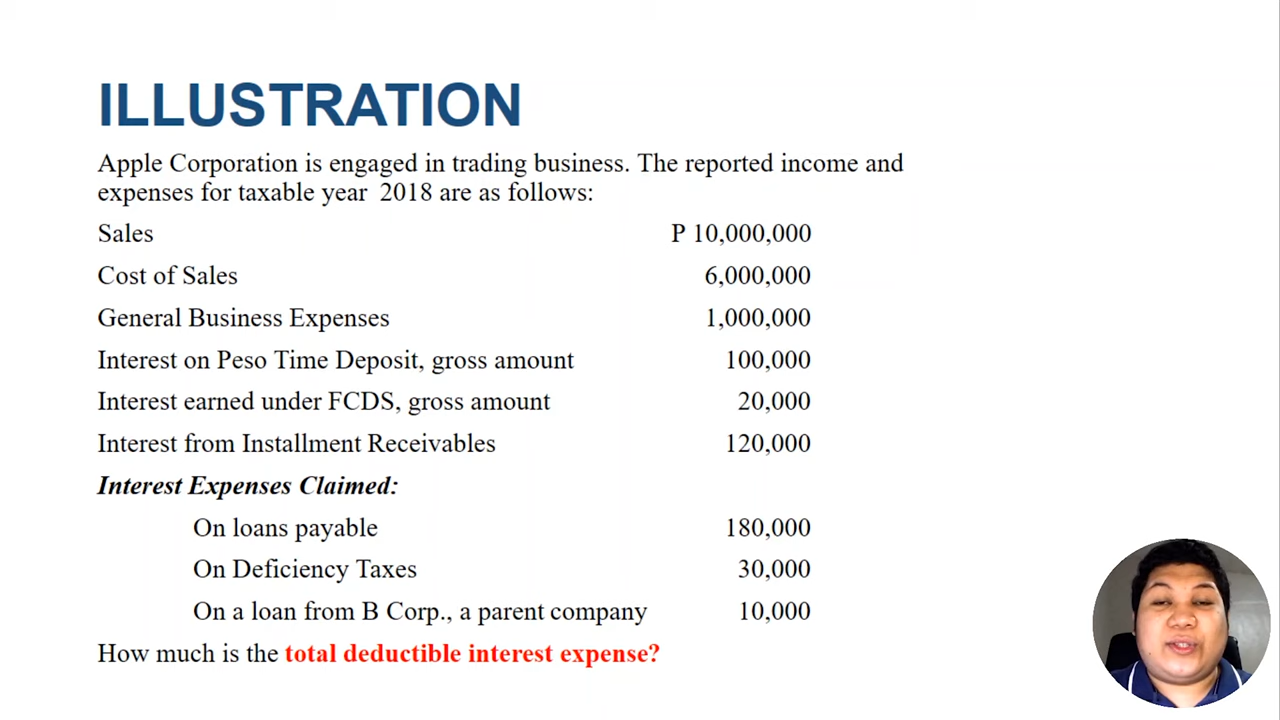 ILLUSTRATION
Apple Corporation is engaged in trading business. The reported income and
expenses for taxable year 2018 are as follows:
Sales P 10,000,000
Cost of Sales 6,000,000
General Business Expenses 1,000,000
Interest on Peso Time Deposit, gross amount 100,000
Interest earned under FCDS, gross amount 20,000
Interest from Installment Receivables 120,000
Interest Expenses Claimed:
On loans payable 180,000
On Deficiency Taxes 30,000
On a loan from B Corp., a parent company 10,000
How much is the total deductible interest expense?